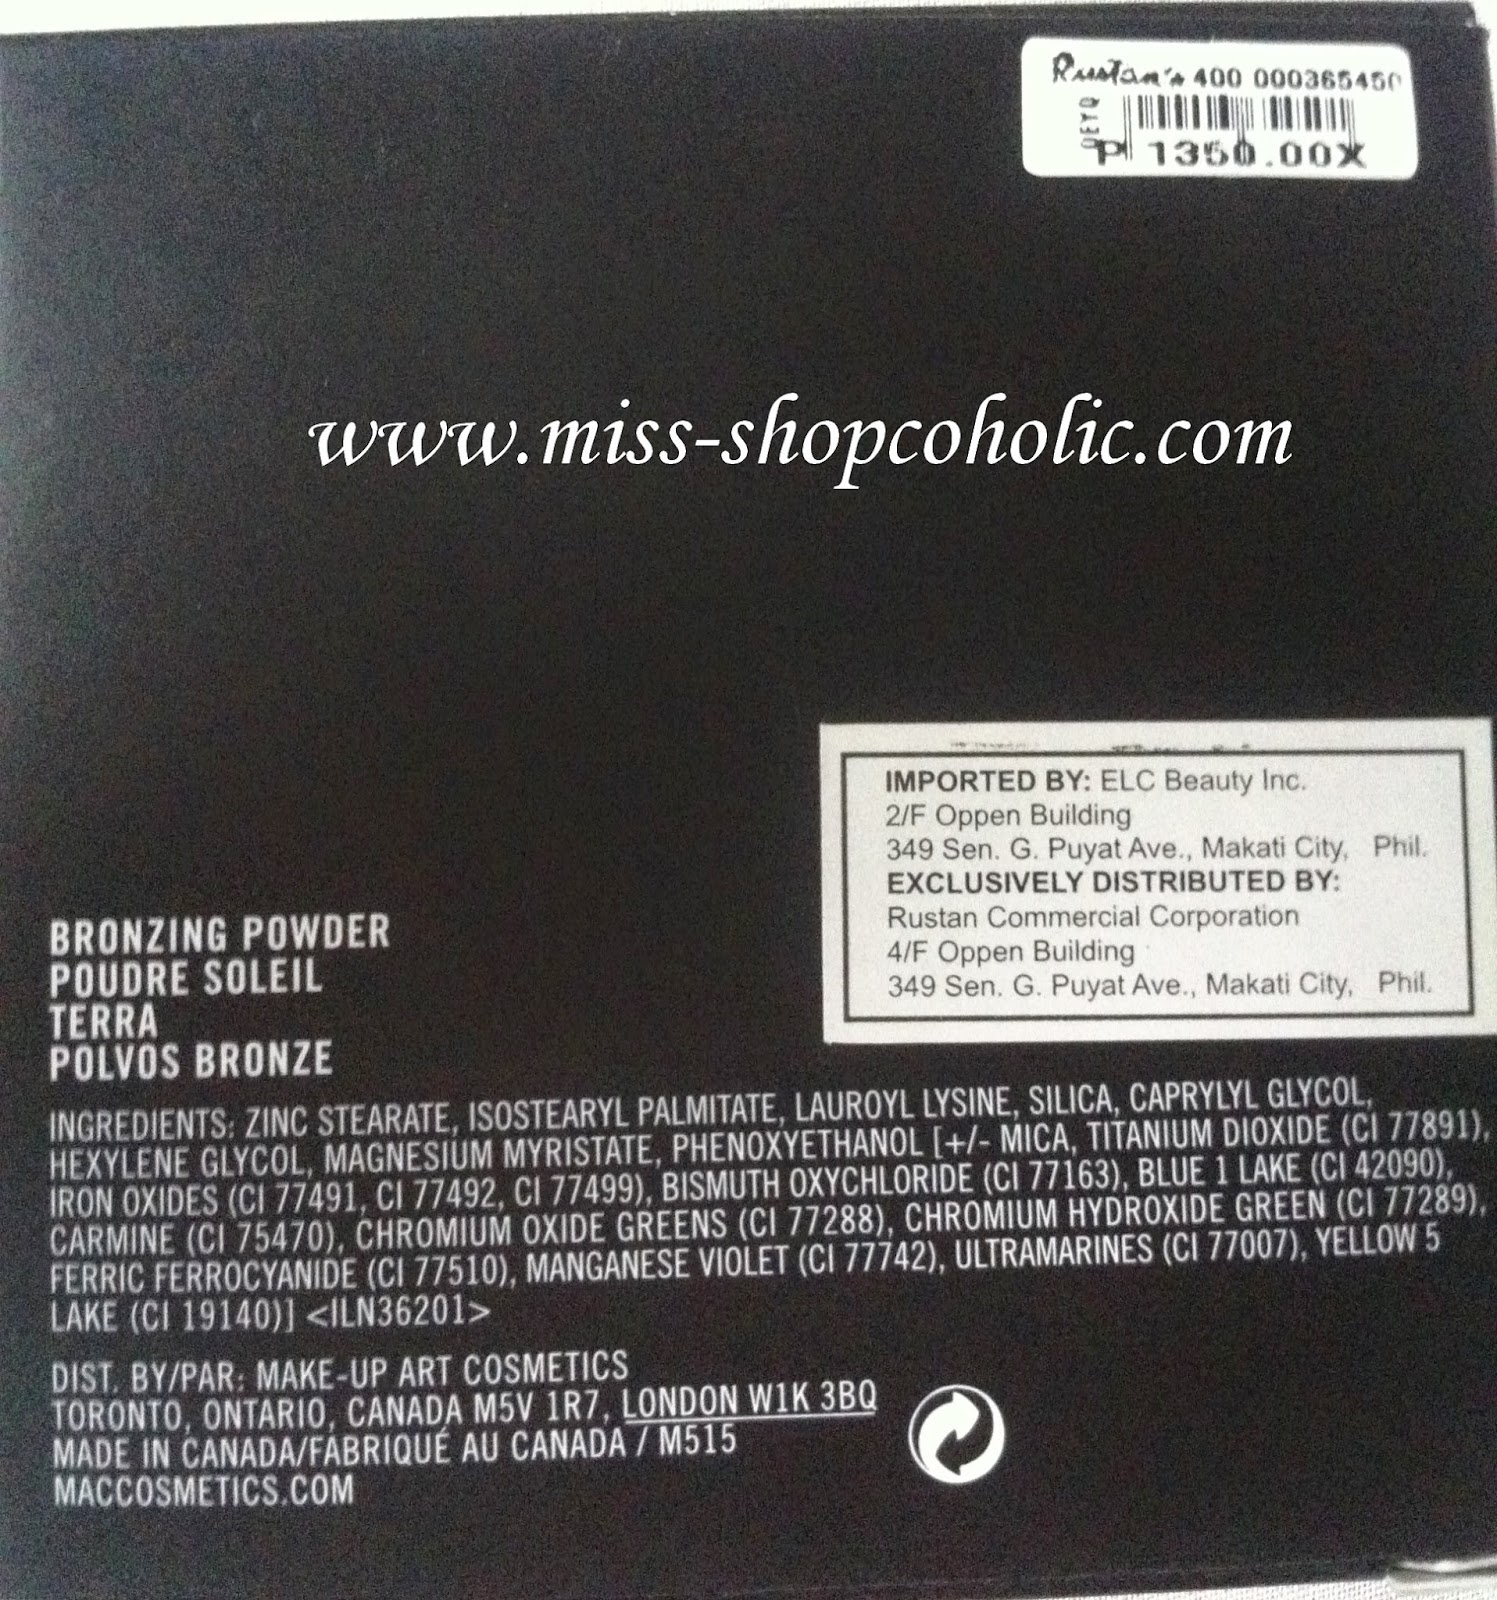 Rustan's 400 00036545
P 1350.00X
www.miss-shopcoholic.com
IMPORTED BY: ELC Beauty Inc.
2/F Oppen Building
349 Sen. G. Puyat Ave., Makati City, Phil.
EXCLUSIVELY DISTRIBUTED BY:
Rustan Commercial Corporation
4/F Oppen Building
349 Sen. G. Puyat Ave., Makati City, Phil.
BRONZING POWDER
POUDRE SOLEIL
TERRA
POLVOS BRONZE
INGREDIENTS: ZINC STEARATE, ISOSTEARYL PALMITATE, LAUROYL LYSINE, SILICA, CAPRYLYL GLYCOL,
HEXYLENE GLYCOL, MAGNESIUM MYRISTATE, PHENOXYETHANOL [+/- MICA, TITANIUM DIOXIDE (CI 77891),
IRON OXIDES (CI 77491, CI 77492, CI 77499), BISMUTH OXYCHLORIDE (CI 77163), BLUE 1 LAKE (CI 42090),
CARMINE (CI 75470), CHROMIUM OXIDE GREENS (CI 77288), CHROMIUM HYDROXIDE GREEN (CI 77289),
FERRIC FERROCYANIDE (CI 77510), MANGANESE VIOLET (CI 77742), ULTRAMARINES (CI 77007), YELLOW 5
LAKE (CI 19140)] <ILN36201>
DIST. BY/PAR: MAKE-UP ART COSMETICS
TORONTO, ONTARIO, CANADA M5V 1R7, LONDON W1K 3BQ
MADE IN CANADA/FABRIQUÉ AU CANADA / M515
MACCOSMETICS.COM